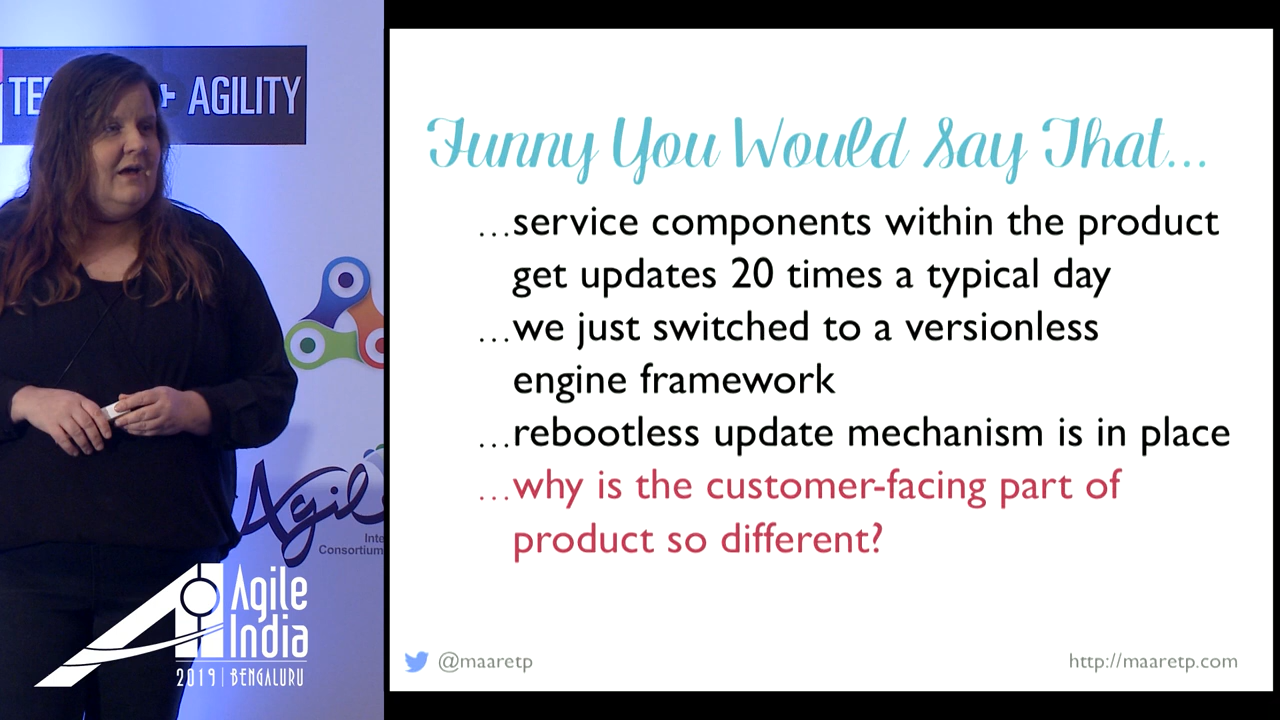 + AGILITY
Funny You Would Say That...
...service components within the product
get updates 20 times a typical day
...we just switched to a versionless
engine framework
...rebootless update mechanism is in place
...why is the customer-facing part of
product so different?
Agile
India
2019 | BENGALURU
Consortium
@maaretp
http://maaretp.com